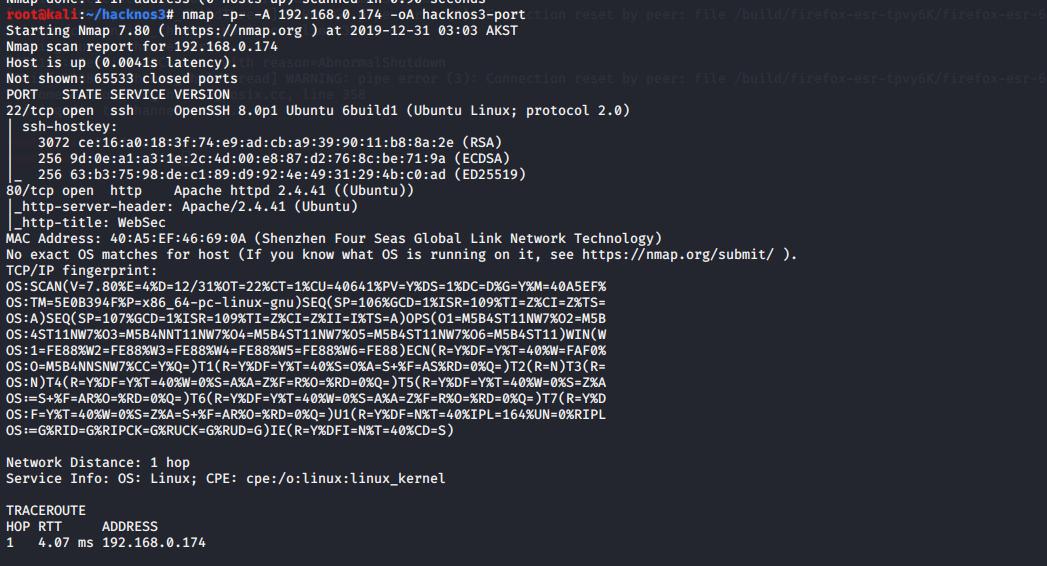 Nmap done: 1 IP address (0 hosts up) scanned in 0.90 seconds
root@kali:~/hacknos3# nmap -p- -A 192.168.0.174 -oA hacknos3-port
Starting Nmap 7.80 ( https://nmap.org ) at 2019-12-31 03:03 AKST
Nmap scan report for 192.168.0.174
Host is up (0.0041s latency).
Not shown: 65533 closed ports
PORT   STATE SERVICE VERSION
22/tcp open  ssh     OpenSSH 8.0p1 Ubuntu 6build1 (Ubuntu Linux; protocol 2.0)
| ssh-hostkey:
|   3072 ce:16:a0:18:3f:74:e9:ad:cb:a9:39:90:11:b8:8a:2e (RSA)
|   256 9d:0e:a1:a3:1e:2c:4d:00:e8:87:d2:76:8c:be:71:9a (ECDSA)
|_  256 63:b3:75:98:de:c1:89:d9:92:4e:49:31:29:4b:c0:ad (ED25519)
80/tcp open  http    Apache httpd 2.4.41 ((Ubuntu))
|_http-server-header: Apache/2.4.41 (Ubuntu)
|_http-title: WebSec
MAC Address: 40:A5:EF:46:69:0A (Shenzhen Four Seas Global Link Network Technology)
No exact OS matches for host (If you know what OS is running on it, see https://nmap.org/submit/ ).
TCP/IP fingerprint:
OS:SCAN(V=7.80%E=4%D=12/31%OT=22%CT=1%CU=40641%PV=Y%DS=1%DC=D%G=Y%M=40A5EF%
OS:TM=5E0B394F%P=x86_64-pc-linux-gnu)SEQ(SP=106%GCD=1%ISR=109%TI=Z%CI=Z%TS=
OS:A)SEQ(SP=107%GCD=1%ISR=109%TI=Z%CI=Z%II=I%TS=A)OPS(O1=M5B4ST11NW7%O2=M5B
OS:4ST11NW7%O3=M5B4NNT11NW7%O4=M5B4ST11NW7%O5=M5B4ST11NW7%O6=M5B4ST11)WIN(W
OS:1=FE88%W2=FE88%W3=FE88%W4=FE88%W5=FE88%W6=FE88)ECN(R=Y%DF=Y%T=40%W=FAF0%
OS:O=M5B4NNSNW7%CC=Y%Q=)T1(R=Y%DF=Y%T=40%S=O%A=S+%F=AS%RD=0%Q=)T2(R=N)T3(R=
OS:N)T4(R=Y%DF=Y%T=40%W=0%S=A%A=Z%F=R%O=%RD=0%Q=)T5(R=Y%DF=Y%T=40%W=0%S=Z%A
OS:=S+%F=AR%O=%RD=0%Q=)T6(R=Y%DF=Y%T=40%W=0%S=A%A=Z%F=R%O=%RD=0%Q=)T7(R=Y%D
OS:F=Y%T=40%W=0%S=Z%A=S+%F=AR%O=%RD=0%Q=)U1(R=Y%DF=N%T=40%IPL=164%UN=0%RIPL
OS:=G%RID=G%RIPCK=G%RUCK=G%RUD=G)IE(R=Y%DFI=N%T=40%CD=S)
Network Distance: 1 hop
Service Info: OS: Linux; CPE: cpe:/o:linux:linux_kernel
TRACEROUTE
HOP RTT     ADDRESS
1   4.07 ms 192.168.0.174